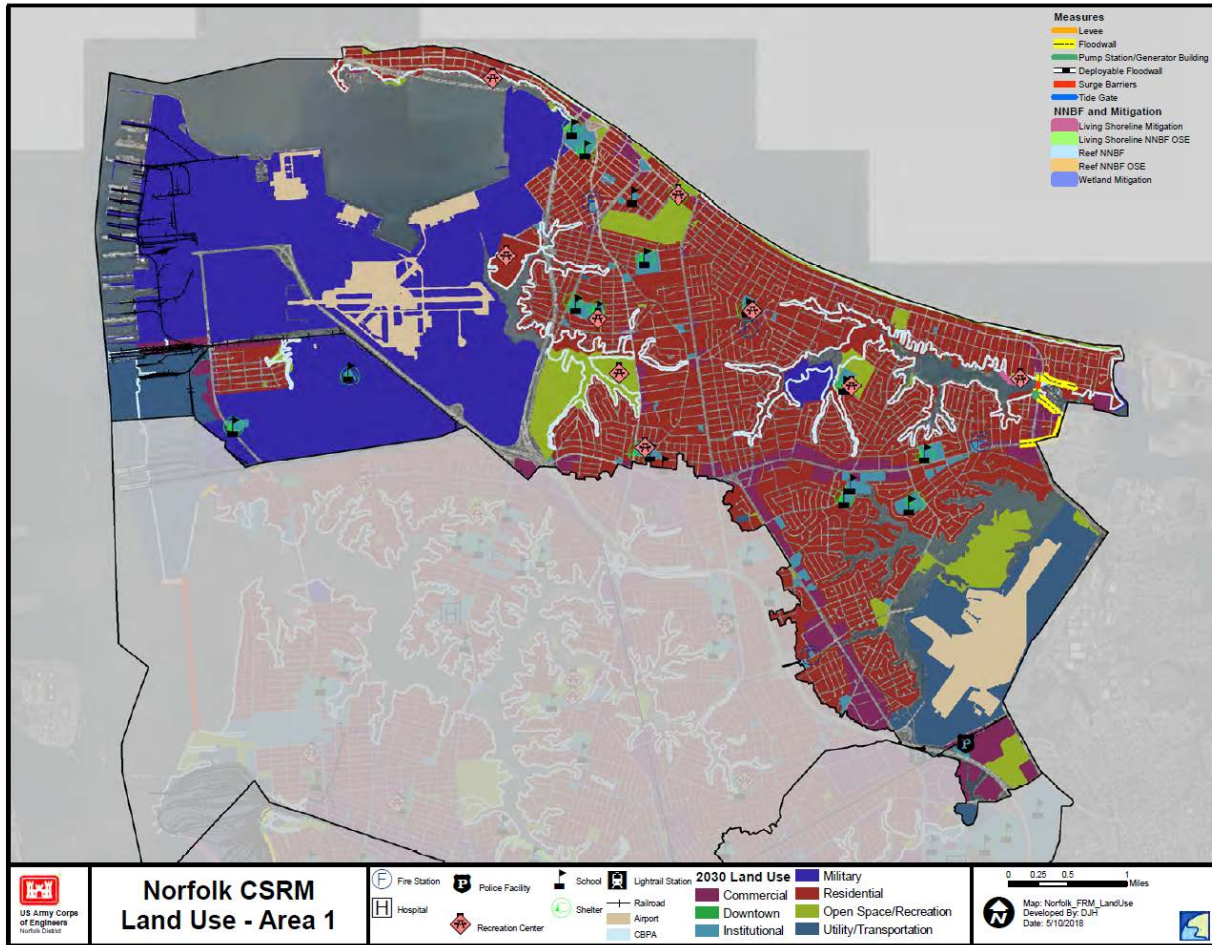 Measures
Levee
Floodwall
Pump Station/Generator Building
Deployable Floodwall
Surge Barriers
Tide Gate
NNBF and Mitigation
Living Shoreline Mitigation
Living Shoreline NNBF OSE
Reef NNBF
Reef NNBF OSE
Wetland Mitigation
P
US Army Corps
of Engineers
Norfolk District
Norfolk CSRM
Land Use - Area 1
F Fire Station
H Hospital
P Police Facility
Recreation Center
School
Shelter
Lightrail Station
Railroad
Airport
CBPA
2030 Land Use
Commercial
Downtown
Institutional
Military
Residential
Open Space/Recreation
Utility/Transportation
0 0.25 0.5 1
Miles
N
Map: Norfolk_FRM_LandUse
Developed By: DJH
Date: 5/10/2018